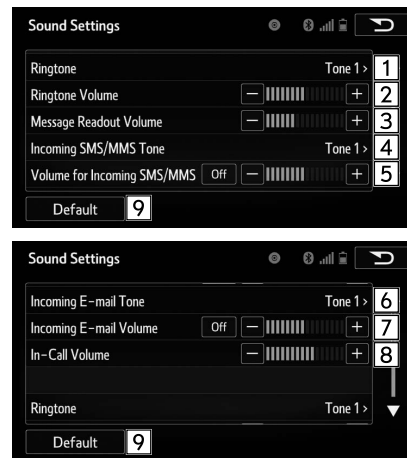 Sound Settings
Ringtone Tone 1 > 1
Ringtone Volume − + 2
Message Readout Volume − + 3
Incoming SMS/MMS Tone Tone 1 > 4
Volume for Incoming SMS/MMS Off − + 5
Default 9
Sound Settings
Incoming E-mail Tone Tone 1 > 6
Incoming E-mail Volume Off − + 7
In-Call Volume − + 8
Ringtone Tone 1 >
Default 9